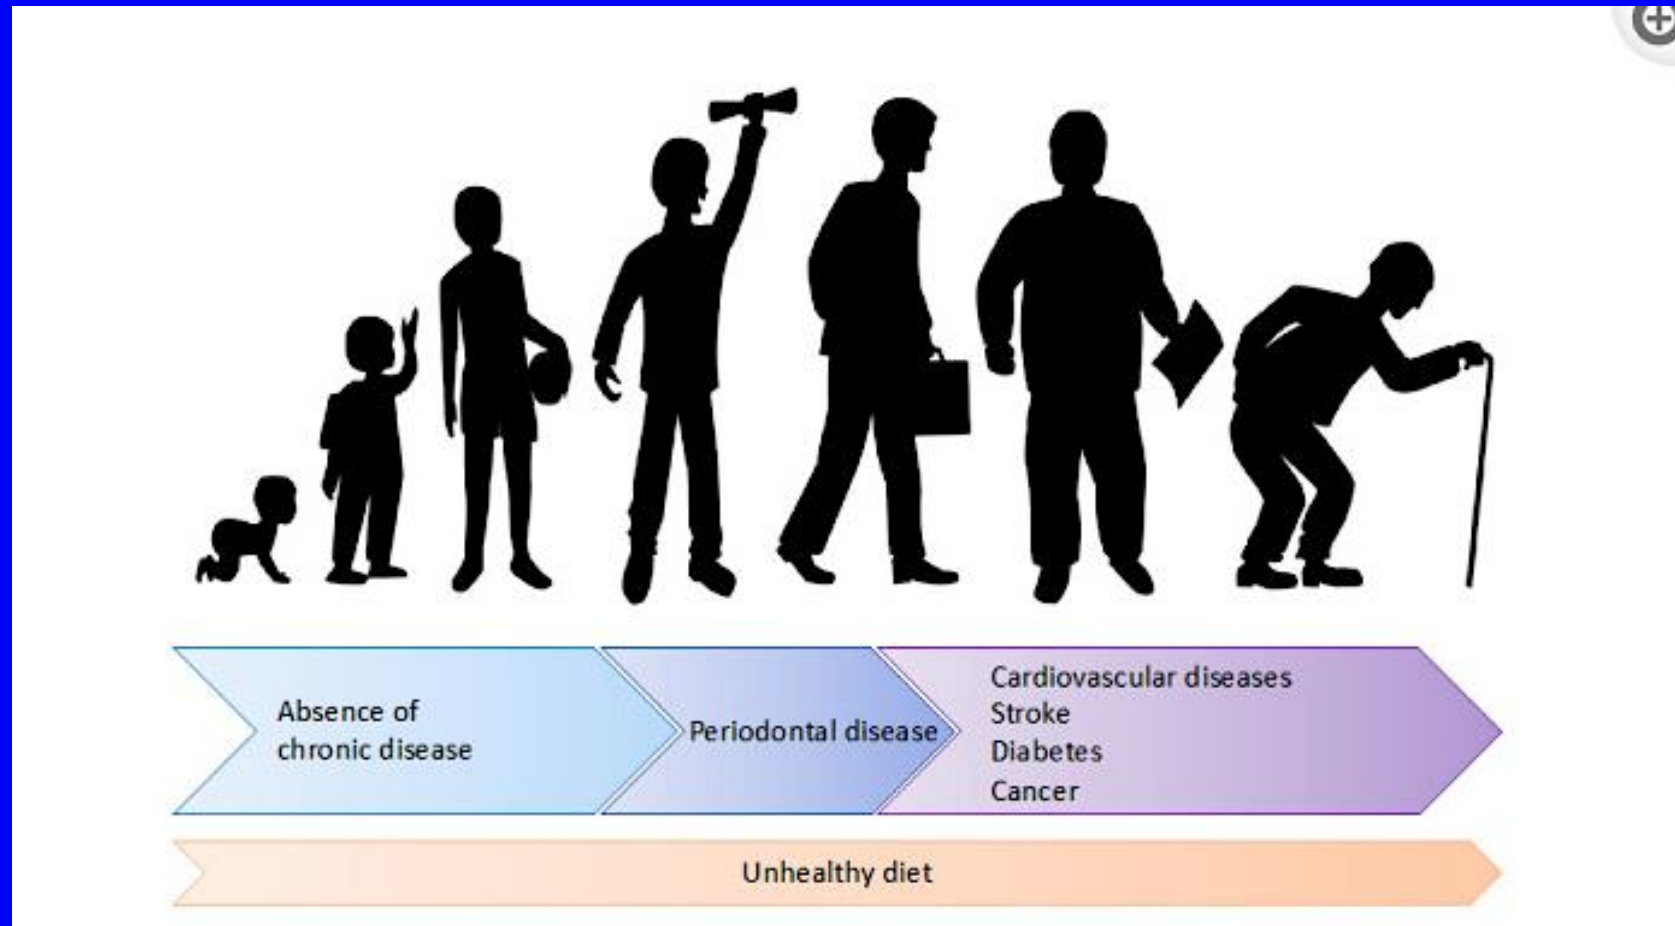 Absence of
chronic disease
Periodontal disease
Cardiovascular diseases
Stroke
Diabetes
Cancer
Unhealthy diet